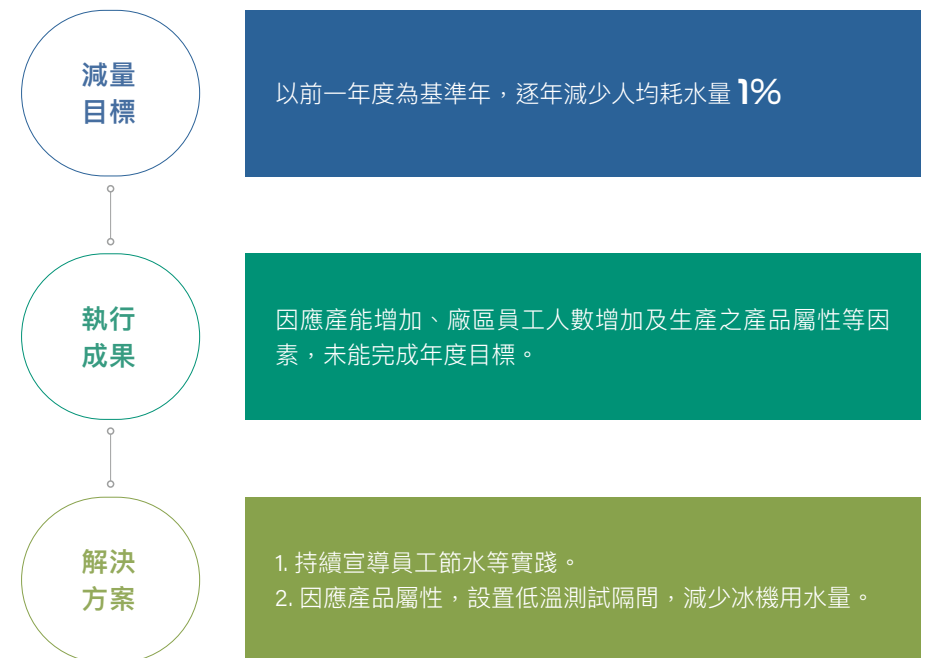 減量
目標
以前一年度為基準年，逐年減少人均耗水量 1%
執行
成果
因應產能增加、廠區員工人數增加及生產之產品屬性等因
素，未能完成年度目標。
解決
方案
1. 持續宣導員工節水等實踐。
2. 因應產品屬性，設置低溫測試隔間，減少冰機用水量。